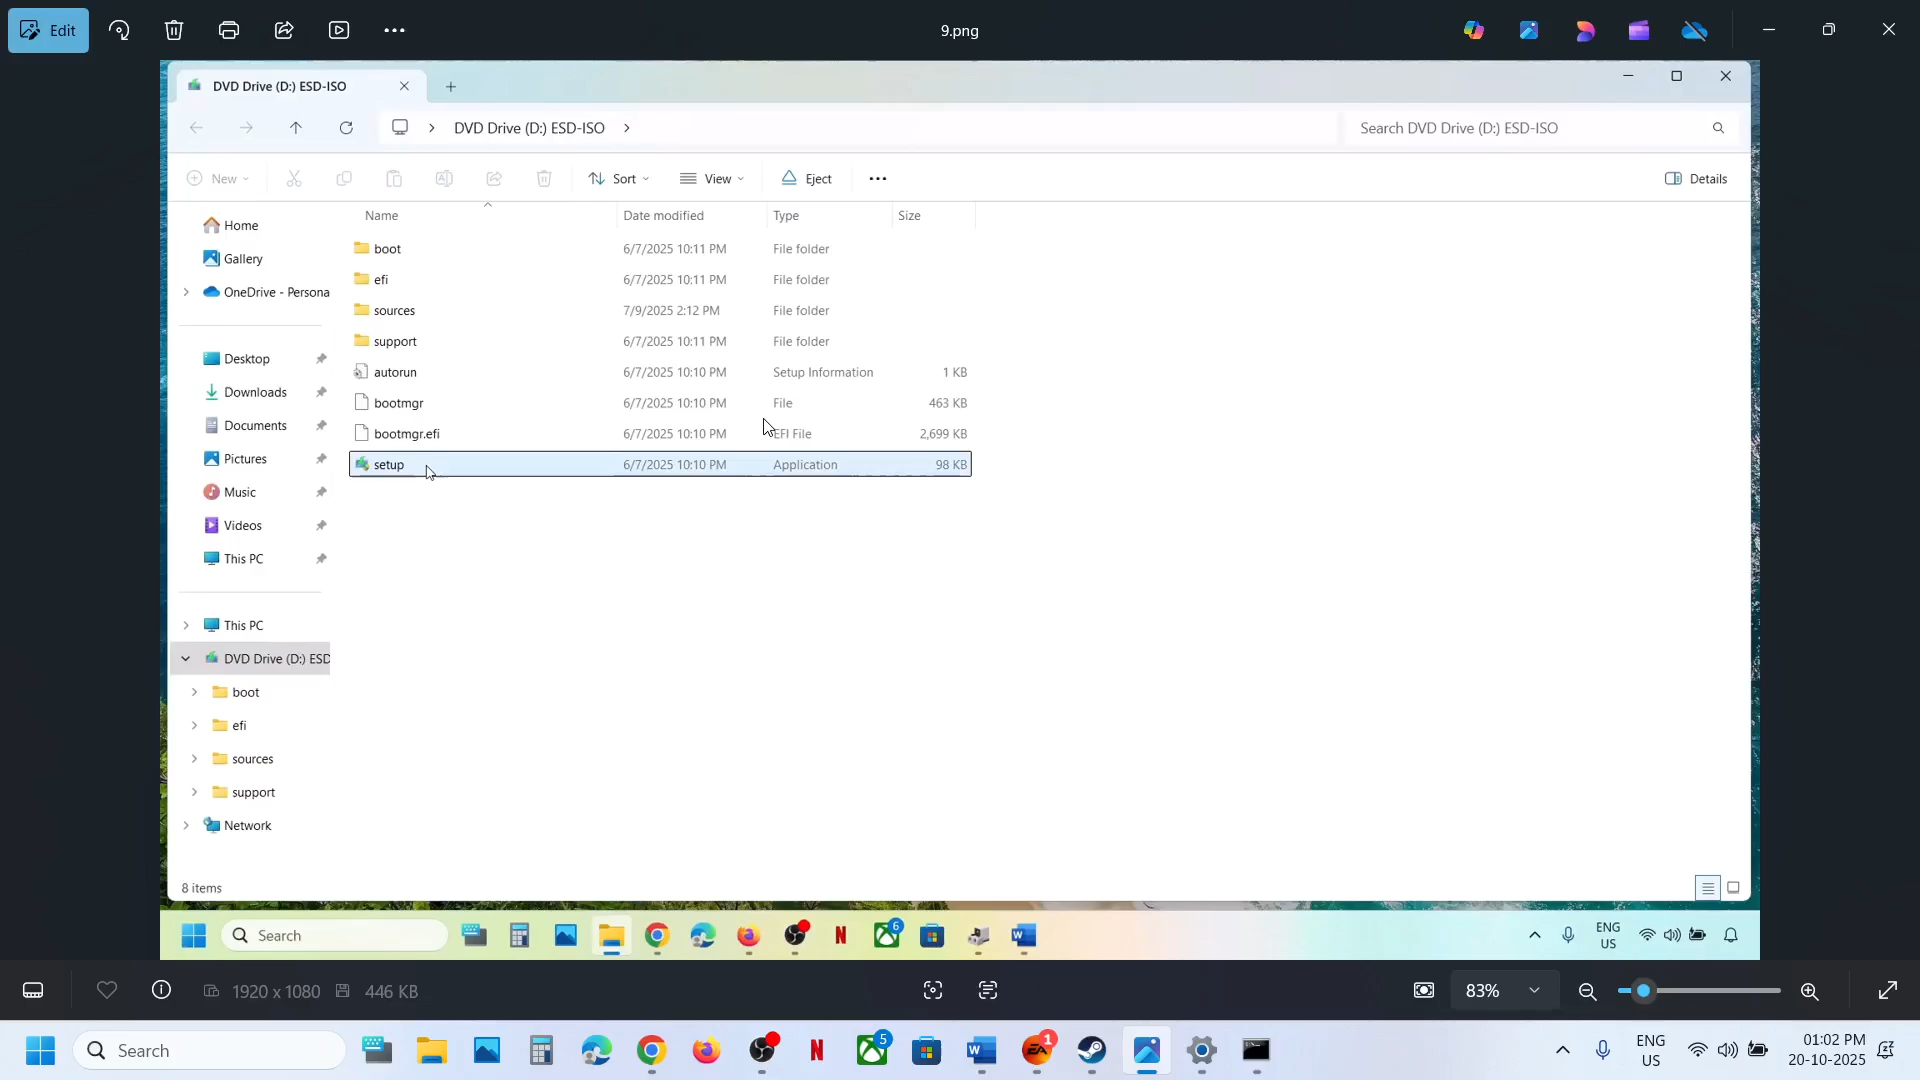 Edit
9.png
DVD Drive (D:) ESD-ISO
DVD Drive (D:) ESD-ISO
Search DVD Drive (D:) ESD-ISO
New
Sort
View
Eject
Details
Name Date modified Type Size
boot 6/7/2025 10:11 PM File folder
efi 6/7/2025 10:11 PM File folder
sources 7/9/2025 2:12 PM File folder
support 6/7/2025 10:11 PM File folder
autorun 6/7/2025 10:10 PM Setup Information 1 KB
bootmgr 6/7/2025 10:10 PM File 463 KB
bootmgr.efi 6/7/2025 10:10 PM EFI File 2,699 KB
setup 6/7/2025 10:10 PM Application 98 KB
Home
Gallery
OneDrive - Persona
Desktop
Downloads
Documents
Pictures
Music
Videos
This PC
This PC
DVD Drive (D:) ESD
boot
efi
sources
support
Network
8 items
Search
6
ENG
US
1920 x 1080
446 KB
83%
Search
5
1
ENG
US
01:02 PM
20-10-2025